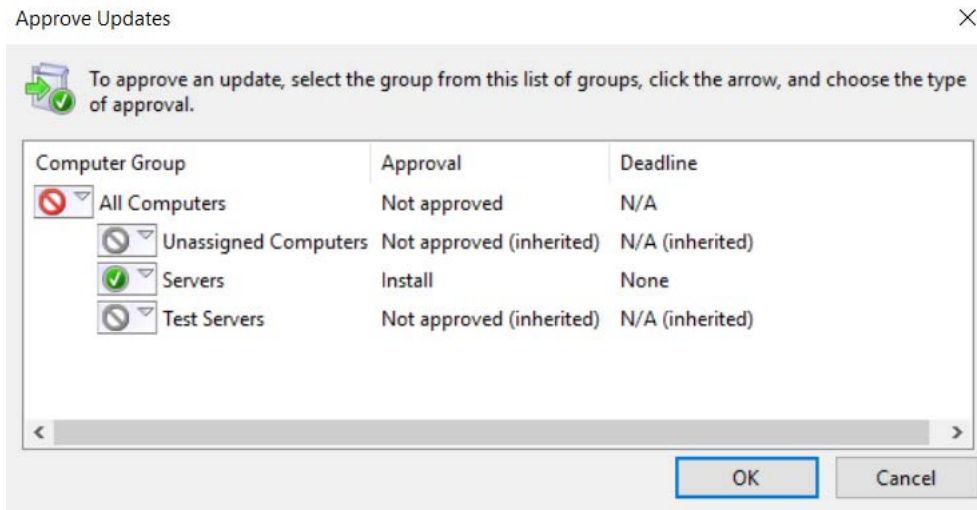 Approve Updates
To approve an update, select the group from this list of groups, click the arrow, and choose the type
of approval.
Computer Group Approval Deadline
All Computers Not approved N/A
Unassigned Computers Not approved (inherited) N/A (inherited)
Servers Install None
Test Servers Not approved (inherited) N/A (inherited)
OK Cancel